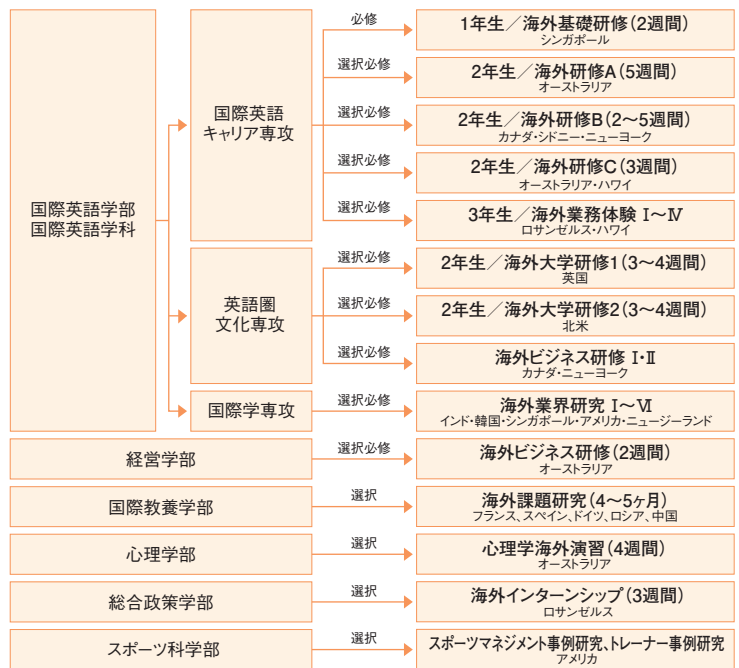 国際英語学部
国際英語学科
国際英語
キャリア専攻
必修
1年生／海外基礎研修(2週間)
シンガポール
選択必修
2年生／海外研修A(5週間)
オーストラリア
選択必修
2年生／海外研修B(2〜5週間)
カナダ・シドニー・ニューヨーク
選択必修
2年生／海外研修C(3週間)
オーストラリア・ハワイ
選択必修
3年生／海外業務体験 Ⅰ〜Ⅳ
ロサンゼルス・ハワイ
英語圏
文化専攻
選択必修
2年生／海外大学研修1(3〜4週間)
英国
選択必修
2年生／海外大学研修2(3〜4週間)
北米
選択必修
海外ビジネス研修 Ⅰ・Ⅱ
カナダ・ニューヨーク
国際学専攻
選択必修
海外業界研究 Ⅰ〜Ⅵ
インド・韓国・シンガポール・アメリカ・ニュージーランド
経営学部
選択必修
海外ビジネス研修(2週間)
オーストラリア
国際教養学部
選択
海外課題研究(4〜5ヶ月)
フランス、スペイン、ドイツ、ロシア、中国
心理学部
選択
心理学海外演習(4週間)
オーストラリア
総合政策学部
選択
海外インターンシップ(3週間)
ロサンゼルス
スポーツ科学部
選択
スポーツマネジメント事例研究、トレーナー事例研究
アメリカ